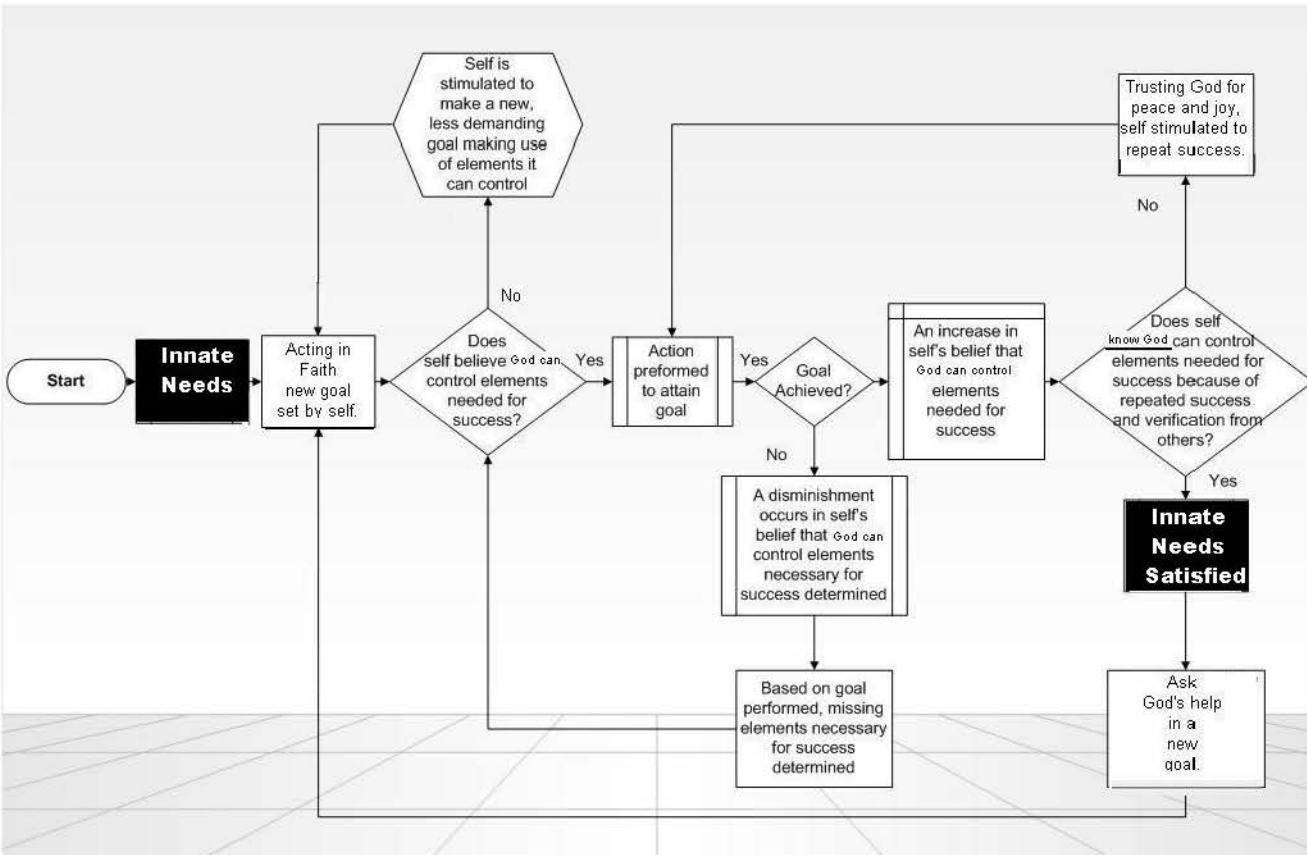 Start
Innate
Needs
Acting in
Faith
new goal
set by self.
Self is
stimulated to
make a new,
less demanding
goal making use
of elements it
can control
No
Does
self believe God can
control elements
needed for
success?
Yes
Action
preformed
to attain
goal
Yes
Goal
Achieved?
No
A disminishment
occurs in self's
belief that God can
control elements
necessary for
success determined
Based on goal
performed, missing
elements necessary
for success
determined
An increase in
self's belief that
God can control
elements
needed for
success
Does self
know God can control
elements needed for
success because of
repeated success
and verification from
others?
No
Trusting God for
peace and joy,
self stimulated to
repeat success.
Yes
Innate
Needs
Satisfied
Ask
God's help
in a
new
goal.